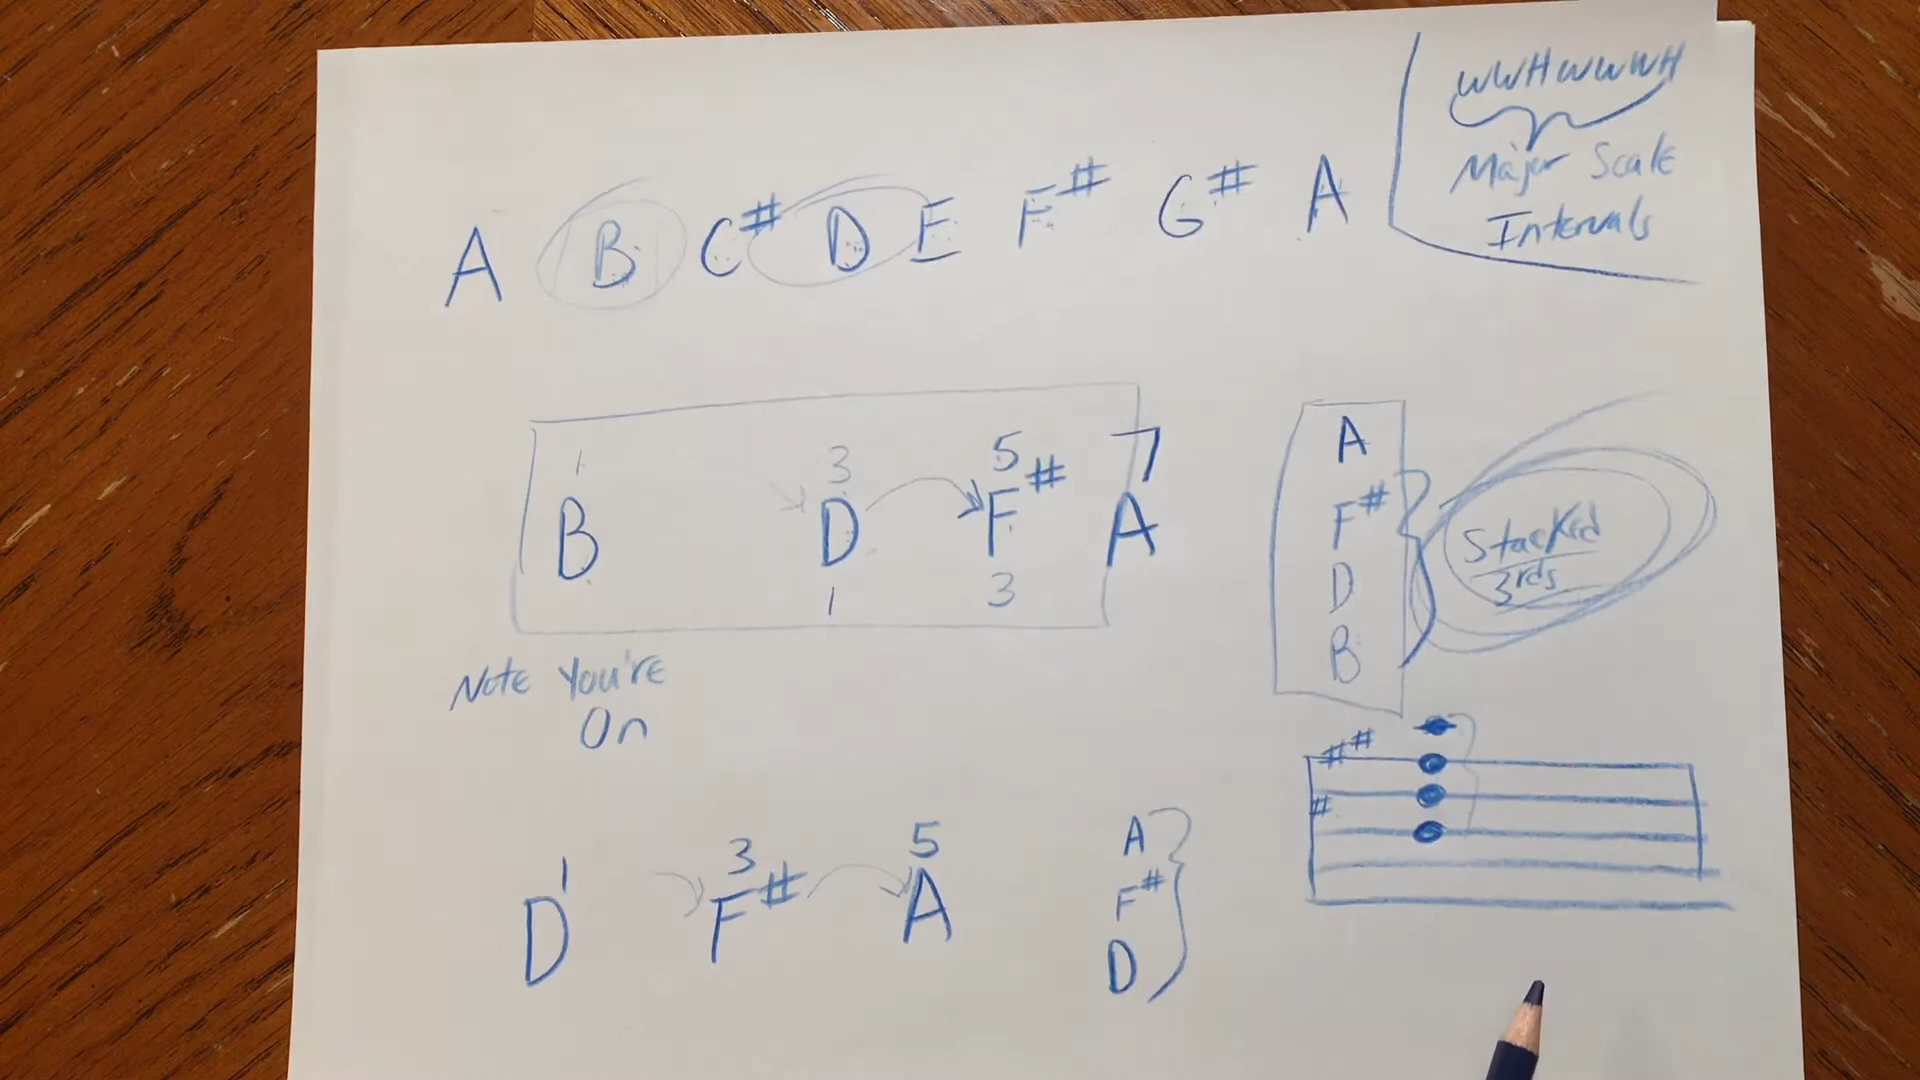 WWHWWWH
Major Scale
Intervals
A B C# D E F# G# A
1 3 5 7
B D F# A
1 3
Note You're
On
A
F#
D
B
Stacked
3rds
# #
#
1 3 5
D F# A
A
F#
D